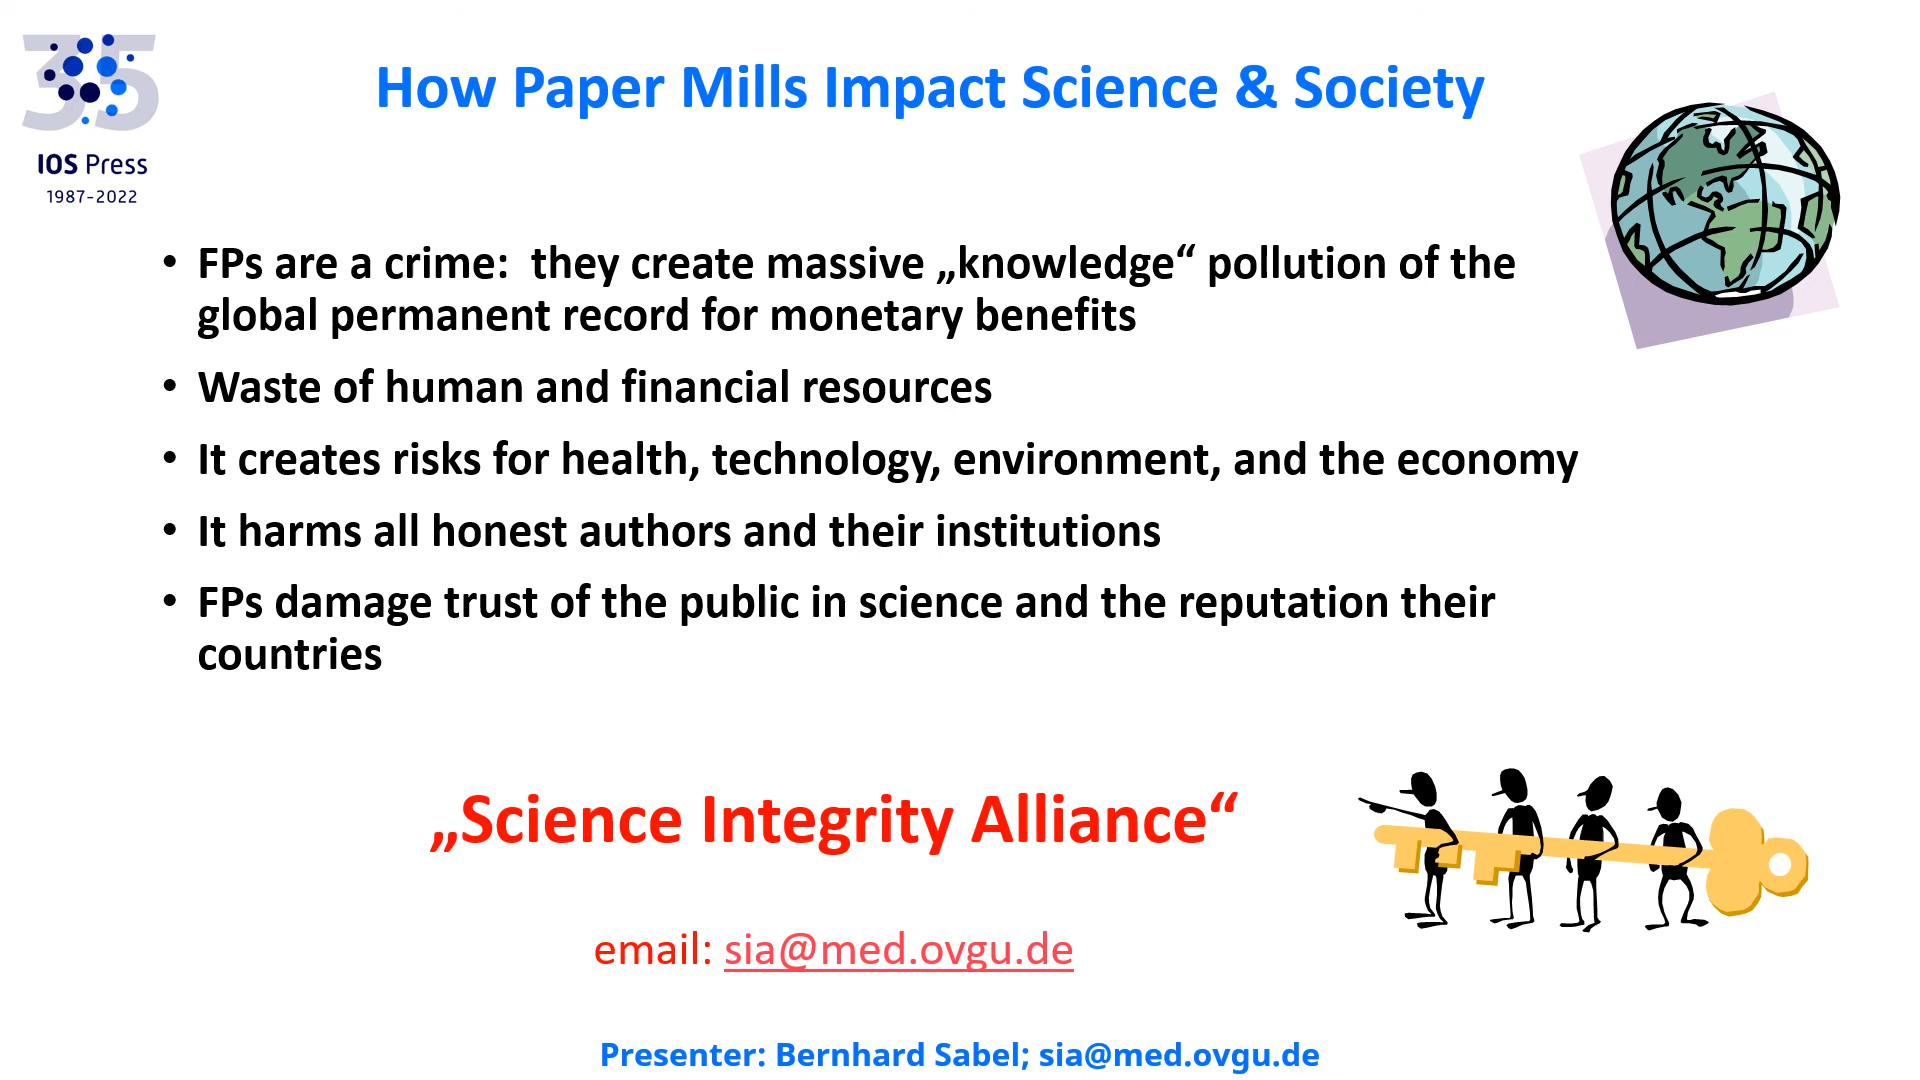 35
IOS Press
1987-2022
How Paper Mills Impact Science & Society
• FPs are a crime:  they create massive „knowledge“ pollution of the
global permanent record for monetary benefits
• Waste of human and financial resources
• It creates risks for health, technology, environment, and the economy
• It harms all honest authors and their institutions
• FPs damage trust of the public in science and the reputation their
countries
„Science Integrity Alliance“
email: sia@med.ovgu.de
Presenter: Bernhard Sabel; sia@med.ovgu.de